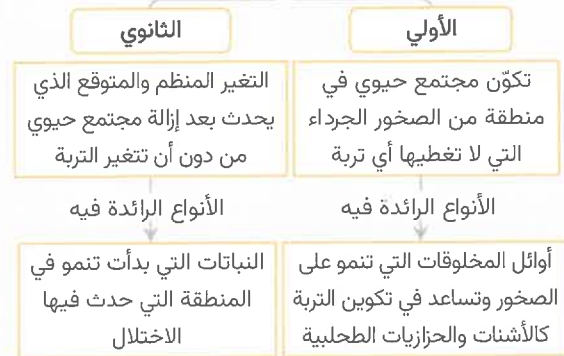 الأولي
تكوّن مجتمع حيوي في
منطقة من الصخور الجرداء
التي لا تغطيها أي تربة
الأنواع الرائدة فيه
أوائل المخلوقات التي تنمو على
الصخور وتساعد في تكوين التربة
كالأشنات والحزازيات الطحلبية
الثانوي
التغير المنظم والمتوقع الذي
يحدث بعد إزالة مجتمع حيوي
من دون أن تتغير التربة
الأنواع الرائدة فيه
النباتات التي بدأت تنمو في
المنطقة التي حدث فيها
الاختلال